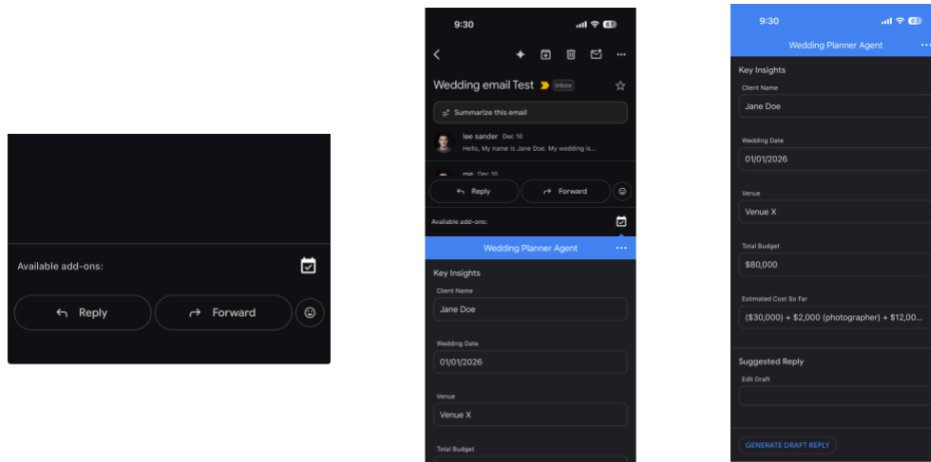 Available add-ons:
Reply
Forward
9:30
Wedding email Test
Inbox
Summarize this email
lee sander Dec 10
Hello, My name is Jane Doe. My wedding is...
me Dec 10
Reply
Forward
Available add-ons:
Wedding Planner Agent
Key Insights
Client Name
Jane Doe
Wedding Date
01/01/2026
Venue
Venue X
Total Budget
9:30
Wedding Planner Agent
Key Insights
Client Name
Jane Doe
Wedding Date
01/01/2026
Venue
Venue X
Total Budget
$80,000
Estimated Cost So Far
($30,000) + $2,000 (photographer) + $12,00...
Suggested Reply
Edit Draft
GENERATE DRAFT REPLY